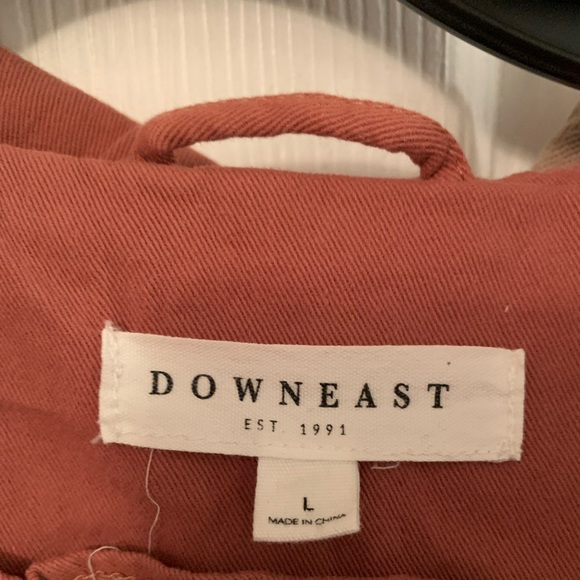 DOWNEAST
EST. 1991
L
MADE IN CHINA